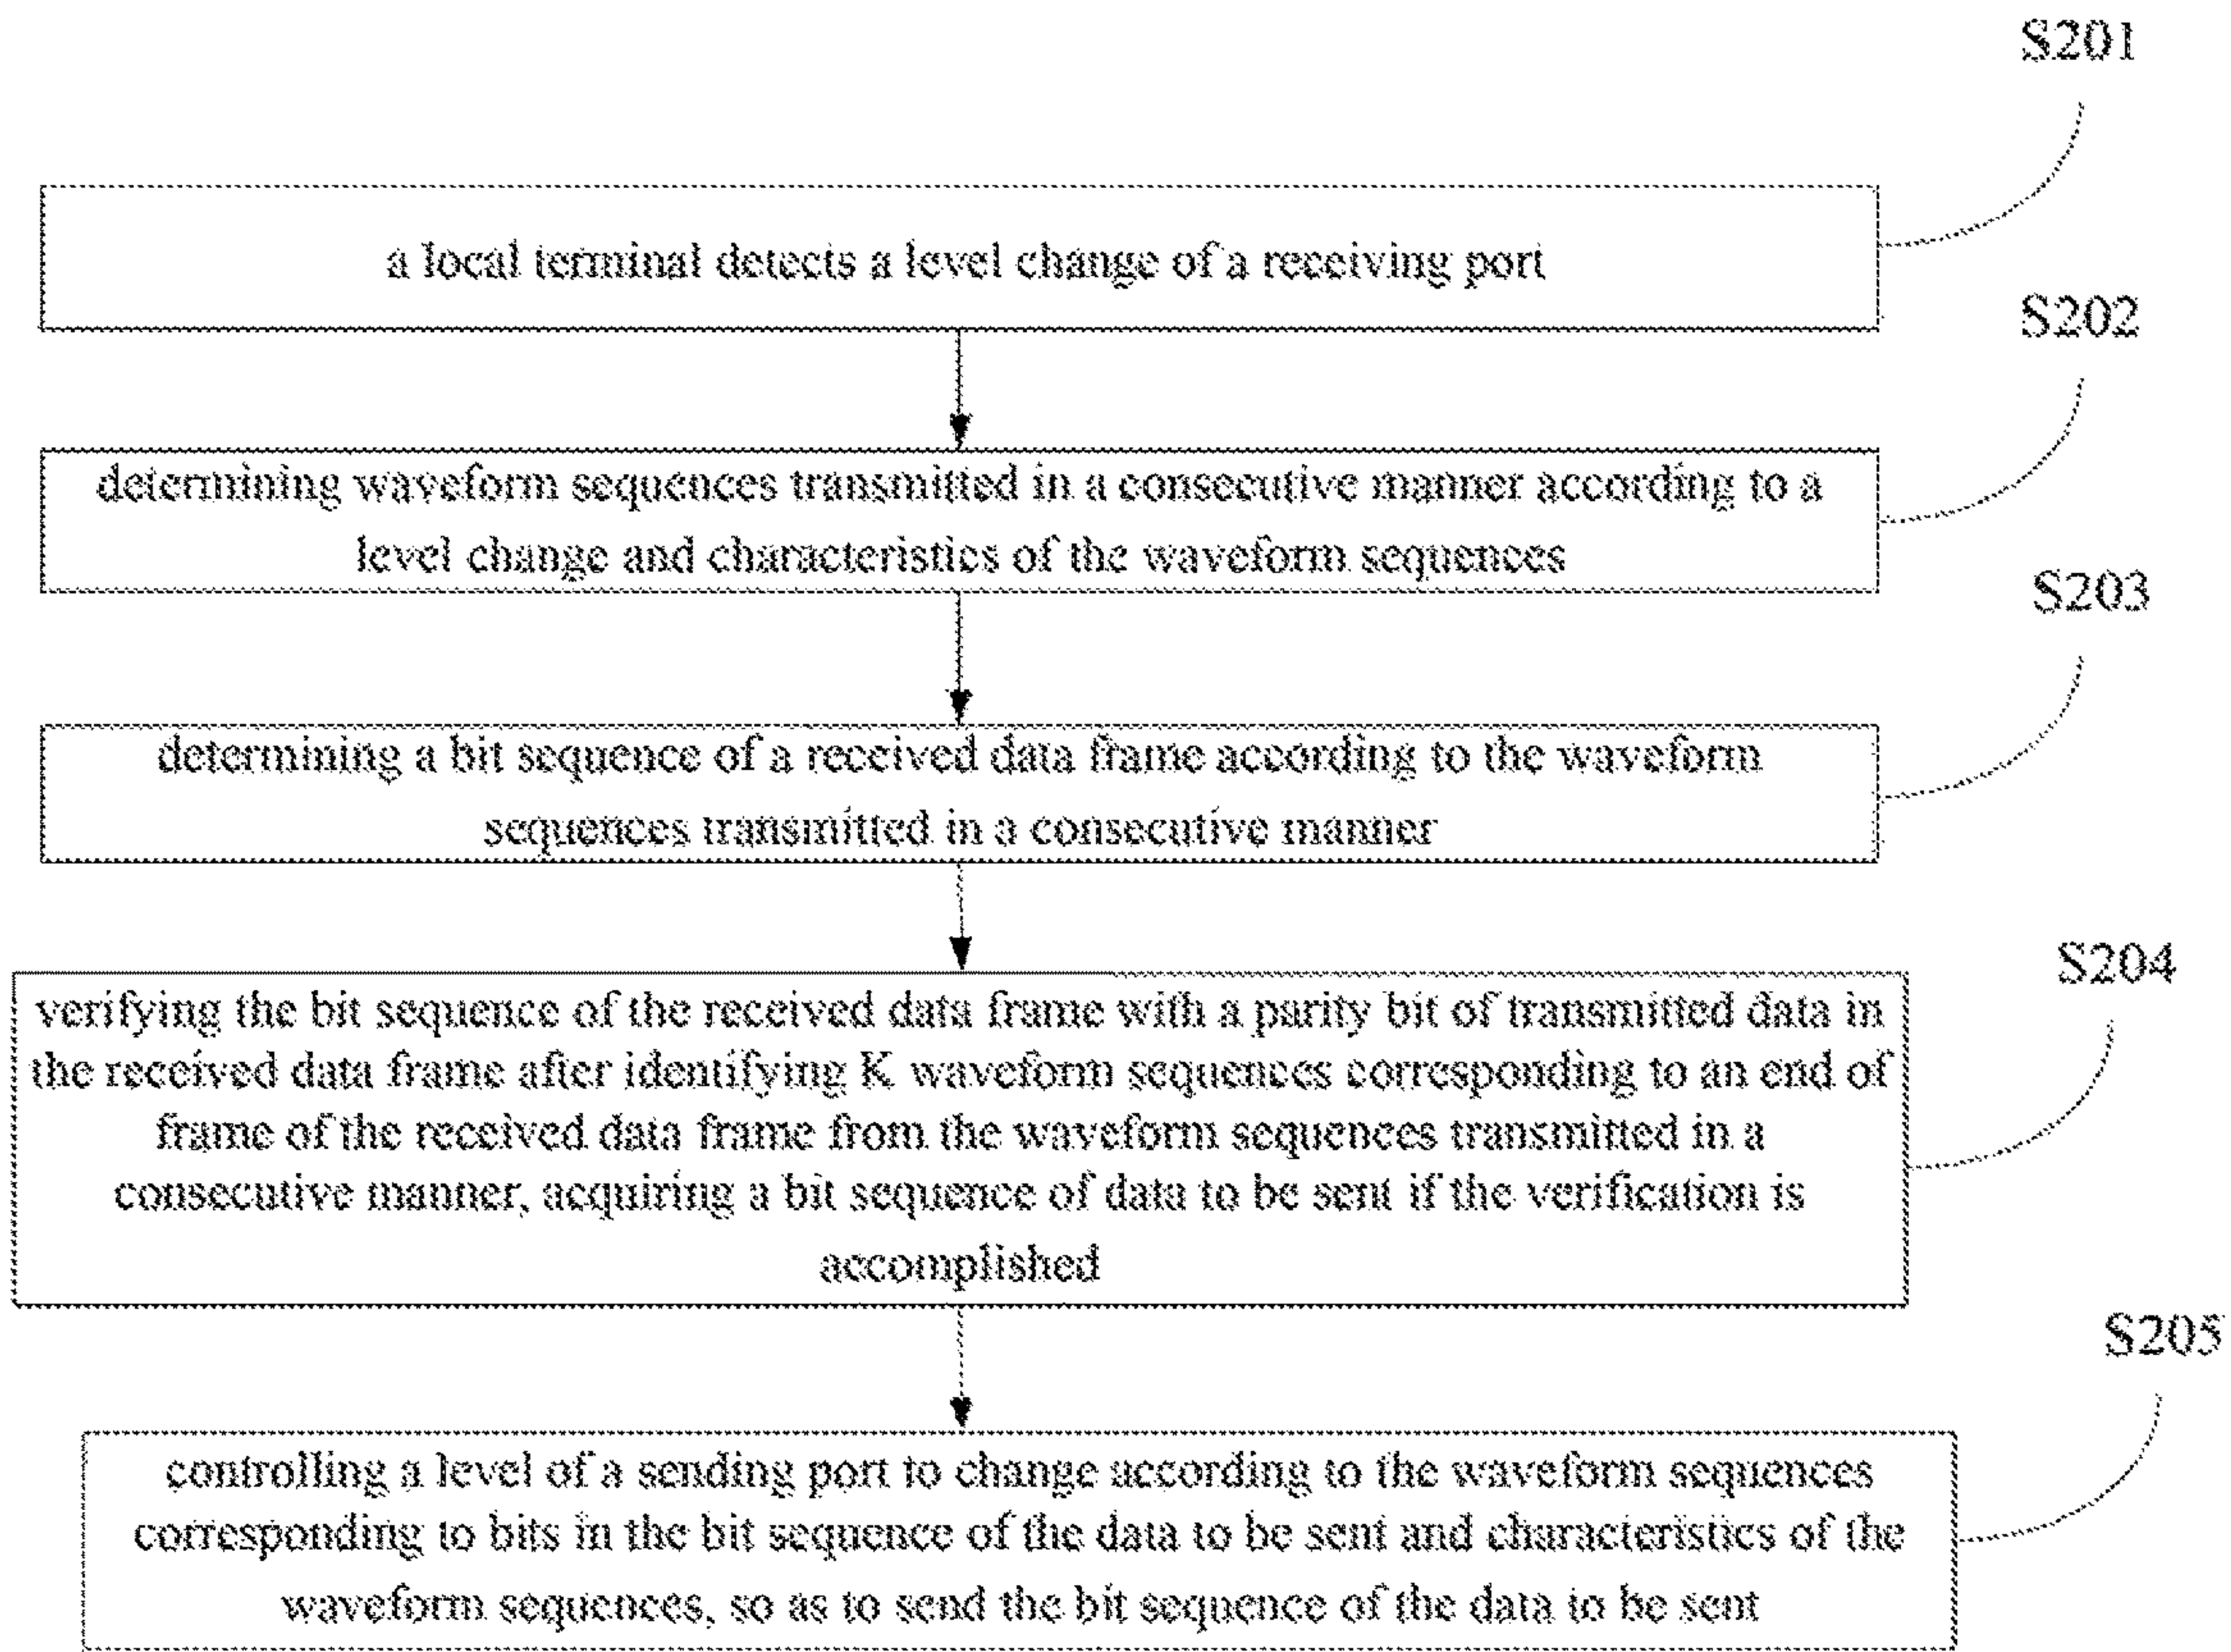 S201
a local terminal detects a level change of a receiving port
S202
determining waveform sequences transmitted in a consecutive manner according to a
level change and characteristics of the waveform sequences
S203
determining a bit sequence of a received data frame according to the waveform
sequences transmitted in a consecutive manner
S204
verifying the bit sequence of the received data frame with a parity bit of transmitted data in
the received data frame after identifying K waveform sequences corresponding to an end of
frame of the received data frame from the waveform sequences transmitted in a
consecutive manner, acquiring a bit sequence of data to be sent if the verification is
accomplished
S205
controlling a level of a sending port to change according to the waveform sequences
corresponding to bits in the bit sequence of the data to be sent and characteristics of the
waveform sequences, so as to send the bit sequence of the data to be sent